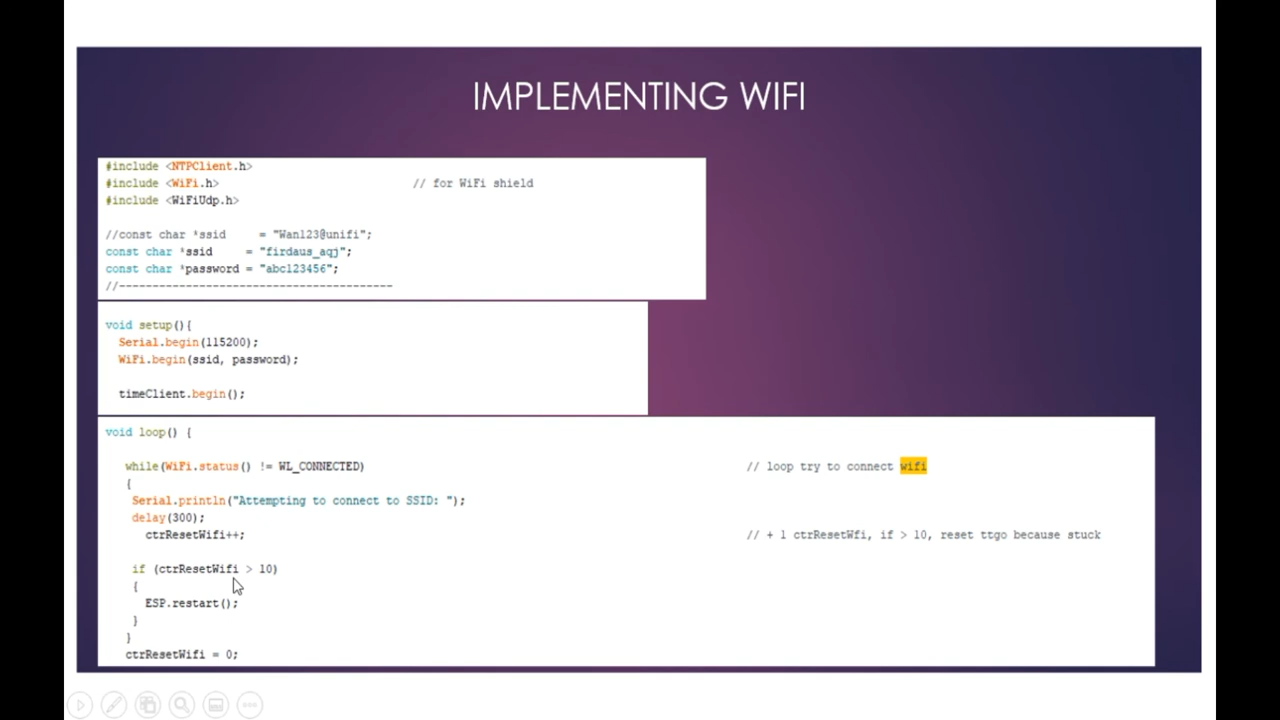 IMPLEMENTING WIFI
#include <NTPClient.h>
#include <WiFi.h> // for WiFi shield
#include <WiFiUdp.h>
//const char *ssid = "Wan123@unifi";
const char *ssid = "firdaus_aqj";
const char *password = "abc123456";
//-----------------------------------------
void setup(){
Serial.begin(115200);
WiFi.begin(ssid, password);
timeClient.begin();
void loop() {
while(WiFi.status() != WL_CONNECTED) // loop try to connect wifi
{
Serial.println("Attempting to connect to SSID: ");
delay(300);
ctrResetWifi++; // + 1 ctrResetWfi, if > 10, reset ttgo because stuck
if (ctrResetWifi > 10)
{
ESP.restart();
}
}
ctrResetWifi = 0;